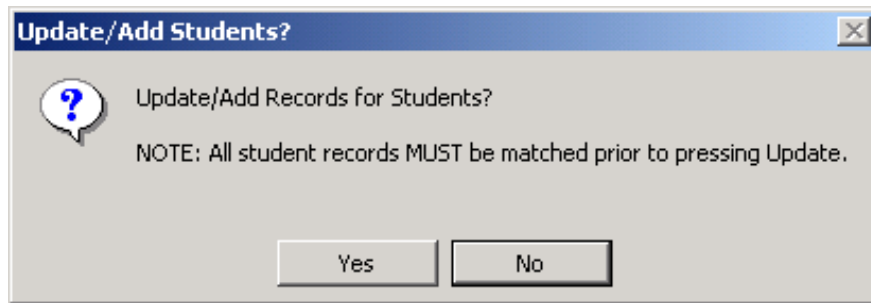 Update/Add Students?
Update/Add Records for Students?
NOTE: All student records MUST be matched prior to pressing Update.
Yes No